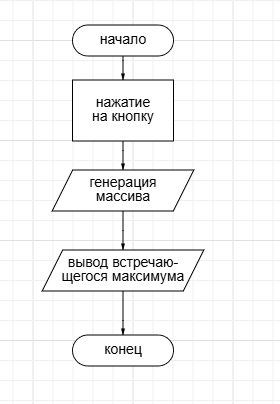 начало
нажатие
на кнопку
генерация
массива
вывод встречаю-
щегося максимума
конец